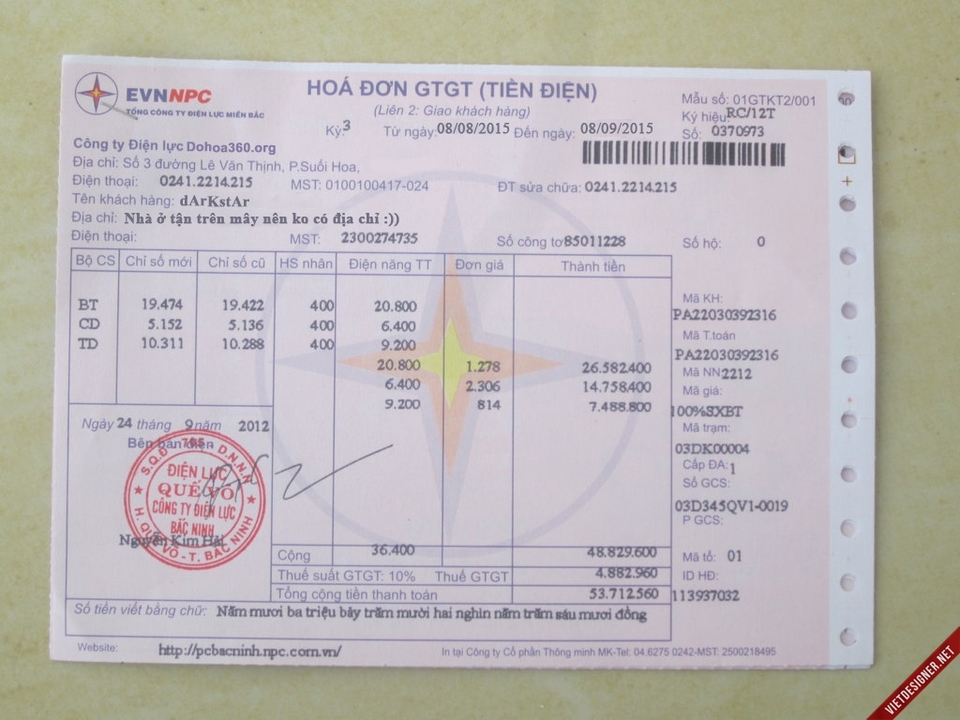 EVNNPC
TỔNG CÔNG TY ĐIỆN LỰC MIỀN BẮC
HOÁ ĐƠN GTGT (TIỀN ĐIỆN)
(Liên 2: Giao khách hàng)
Kỳ: 3 Từ ngày: 08/08/2015 Đến ngày: 08/09/2015
Mẫu số: 01GTKT2/001
Ký hiệu: RC/12T
Số: 0370973
Công ty Điện lực Dohoa360.org
Địa chỉ: Số 3 đường Lê Văn Thịnh, P.Suối Hoa,
Điện thoại: 0241.2214.215 MST: 0100100417-024 ĐT sửa chữa: 0241.2214.215
Tên khách hàng: dArKstAr
Địa chỉ: Nhà ở tận trên mây nên ko có địa chỉ :))
Điện thoại: MST: 2300274735 Số công tơ 85011228 Số hộ: 0
Bộ CS Chỉ số mới Chỉ số cũ HS nhân Điện năng TT Đơn giá Thành tiền
BT 19.474 19.422 400 20.800
CD 5.152 5.136 400 6.400
TD 10.311 10.288 400 9.200
20.800 1.278 26.582.400
6.400 2.306 14.758.400
9.200 814 7.488.800
Mã KH:
PA22030392316
Mã T.toán
PA22030392316
Mã NN 2212
Mã giá:
100%SXBT
Mã trạm:
03DK00004
Cấp ĐA: 1
Số GCS:
03D345QV1-0019
P GCS:
Mã tổ: 01
ID HĐ:
113937032
Ngày 24 tháng 9 năm 2012
Bên bán điện
ĐIỆN LỰC
QUẾ VÕ
CÔNG TY ĐIỆN LỰC
BẮC NINH
H. QUẾ VÕ - T. BẮC NINH
Nguyễn Kim Hải
Cộng 36.400 48.829.600
Thuế suất GTGT: 10% Thuế GTGT 4.882.960
Tổng cộng tiền thanh toán 53.712.560
Số tiền viết bằng chữ: Năm mươi ba triệu bảy trăm mười hai nghìn năm trăm sáu mươi đồng
Website: http://pcbacninh.npc.com.vn/ In tại Công ty Cổ phần Thông minh MK-Tel: 04.6275 0242-MST: 2500218495
VIETDESIGNER.NET